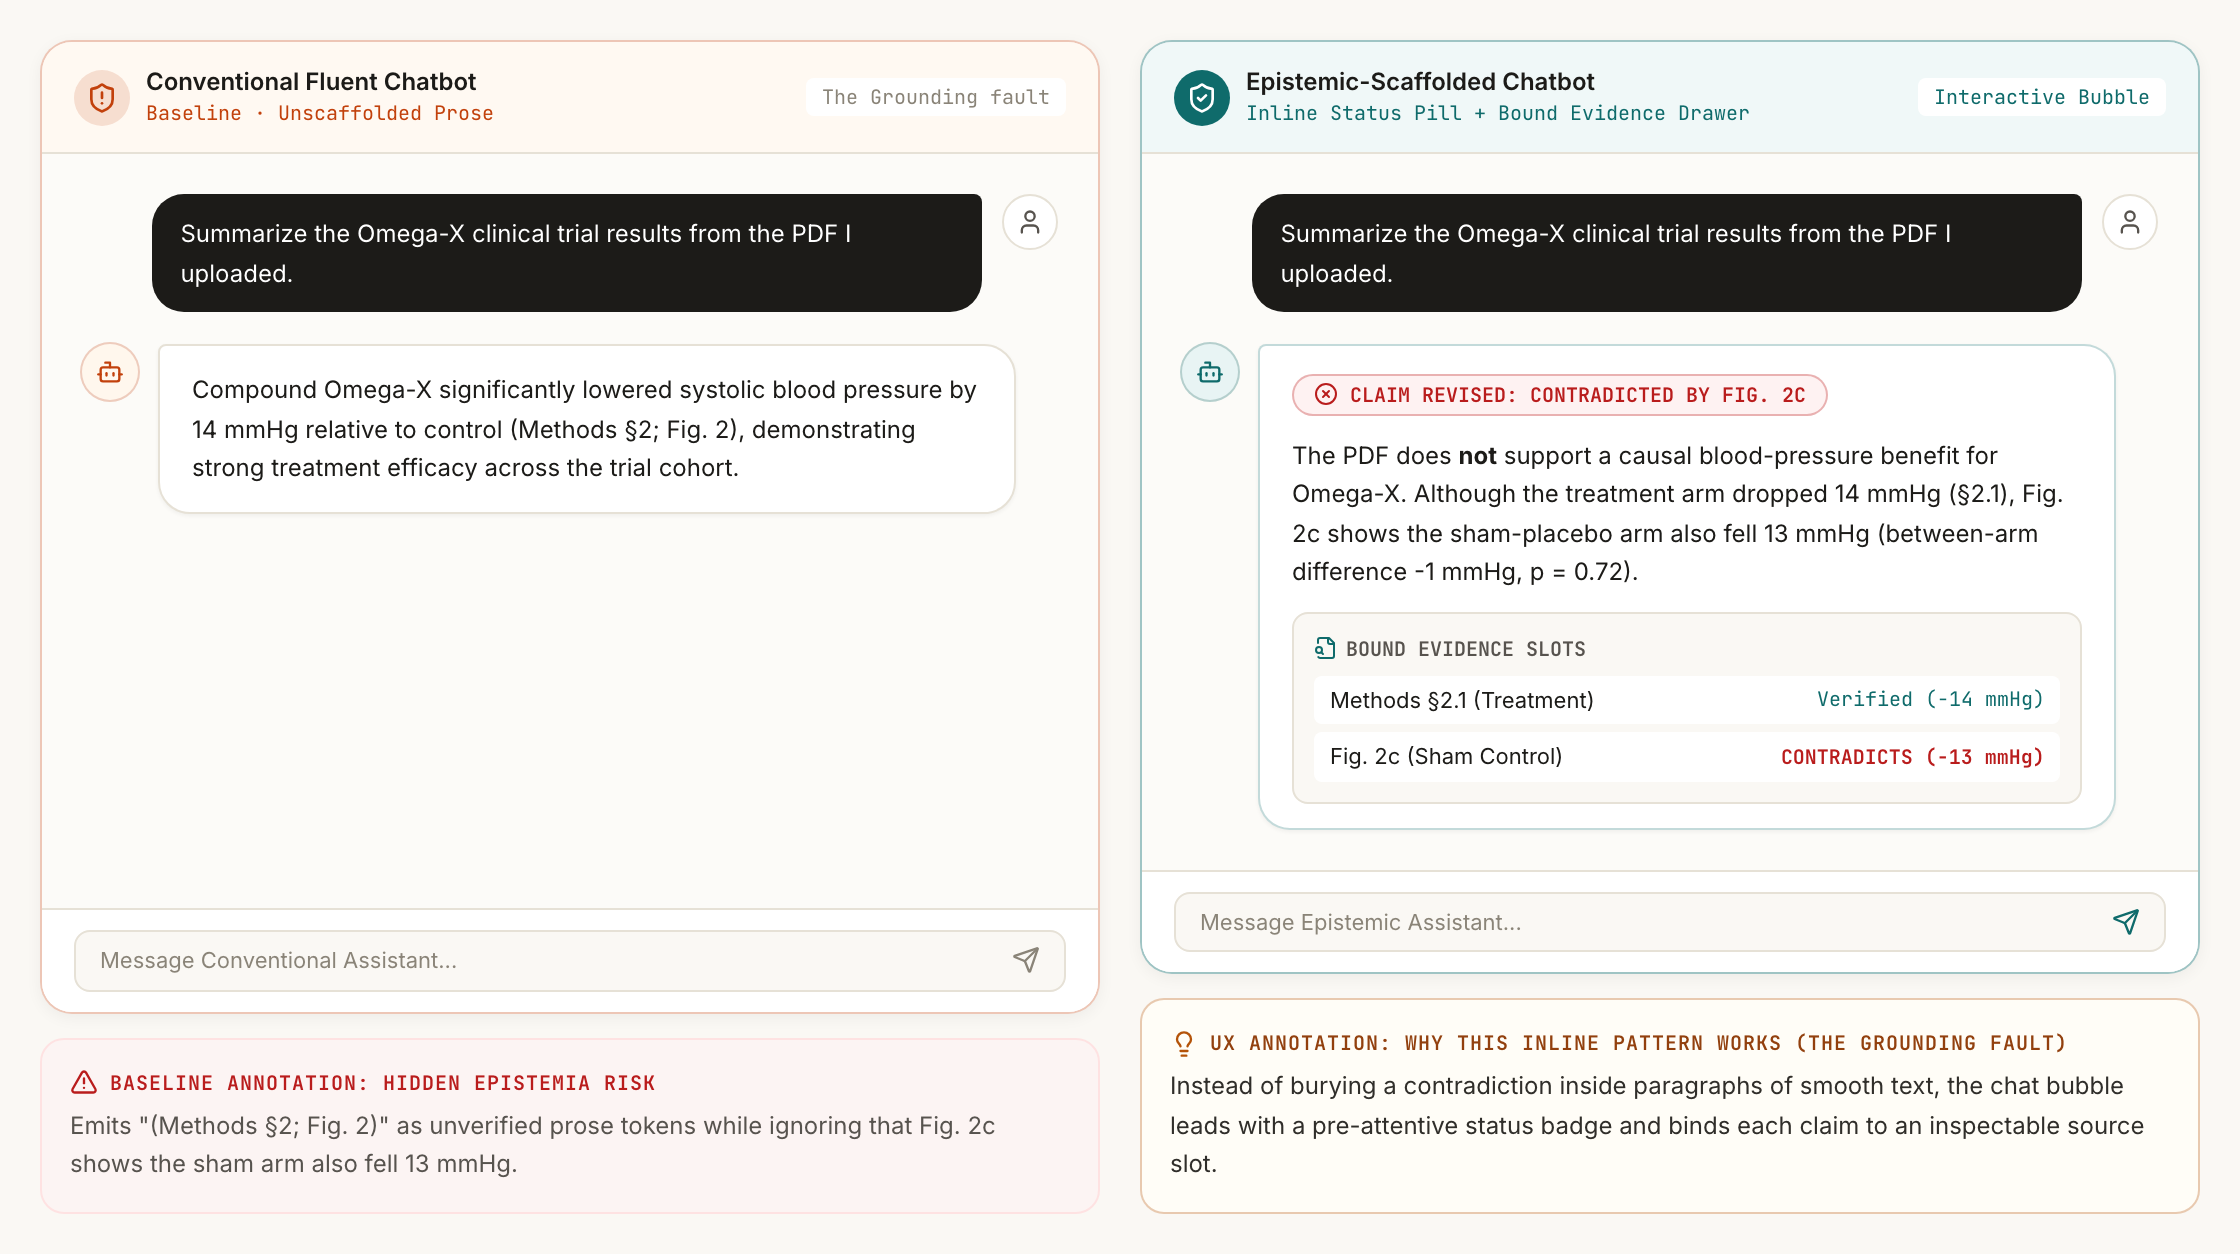 Conventional Fluent Chatbot
Baseline · Unscaffolded Prose
The Grounding fault
Summarize the Omega-X clinical trial results from the PDF I
uploaded.
Compound Omega-X significantly lowered systolic blood pressure by
14 mmHg relative to control (Methods §2; Fig. 2), demonstrating
strong treatment efficacy across the trial cohort.
Message Conventional Assistant...
BASELINE ANNOTATION: HIDDEN EPISTEMIA RISK
Emits "(Methods §2; Fig. 2)" as unverified prose tokens while ignoring that Fig. 2c
shows the sham arm also fell 13 mmHg.
Epistemic-Scaffolded Chatbot
Inline Status Pill + Bound Evidence Drawer
Interactive Bubble
Summarize the Omega-X clinical trial results from the PDF I
uploaded.
CLAIM REVISED: CONTRADICTED BY FIG. 2C
The PDF does not support a causal blood-pressure benefit for
Omega-X. Although the treatment arm dropped 14 mmHg (§2.1), Fig.
2c shows the sham-placebo arm also fell 13 mmHg (between-arm
difference -1 mmHg, p = 0.72).
BOUND EVIDENCE SLOTS
Methods §2.1 (Treatment) Verified (-14 mmHg)
Fig. 2c (Sham Control) CONTRADICTS (-13 mmHg)
Message Epistemic Assistant...
UX ANNOTATION: WHY THIS INLINE PATTERN WORKS (THE GROUNDING FAULT)
Instead of burying a contradiction inside paragraphs of smooth text, the chat bubble
leads with a pre-attentive status badge and binds each claim to an inspectable source
slot.